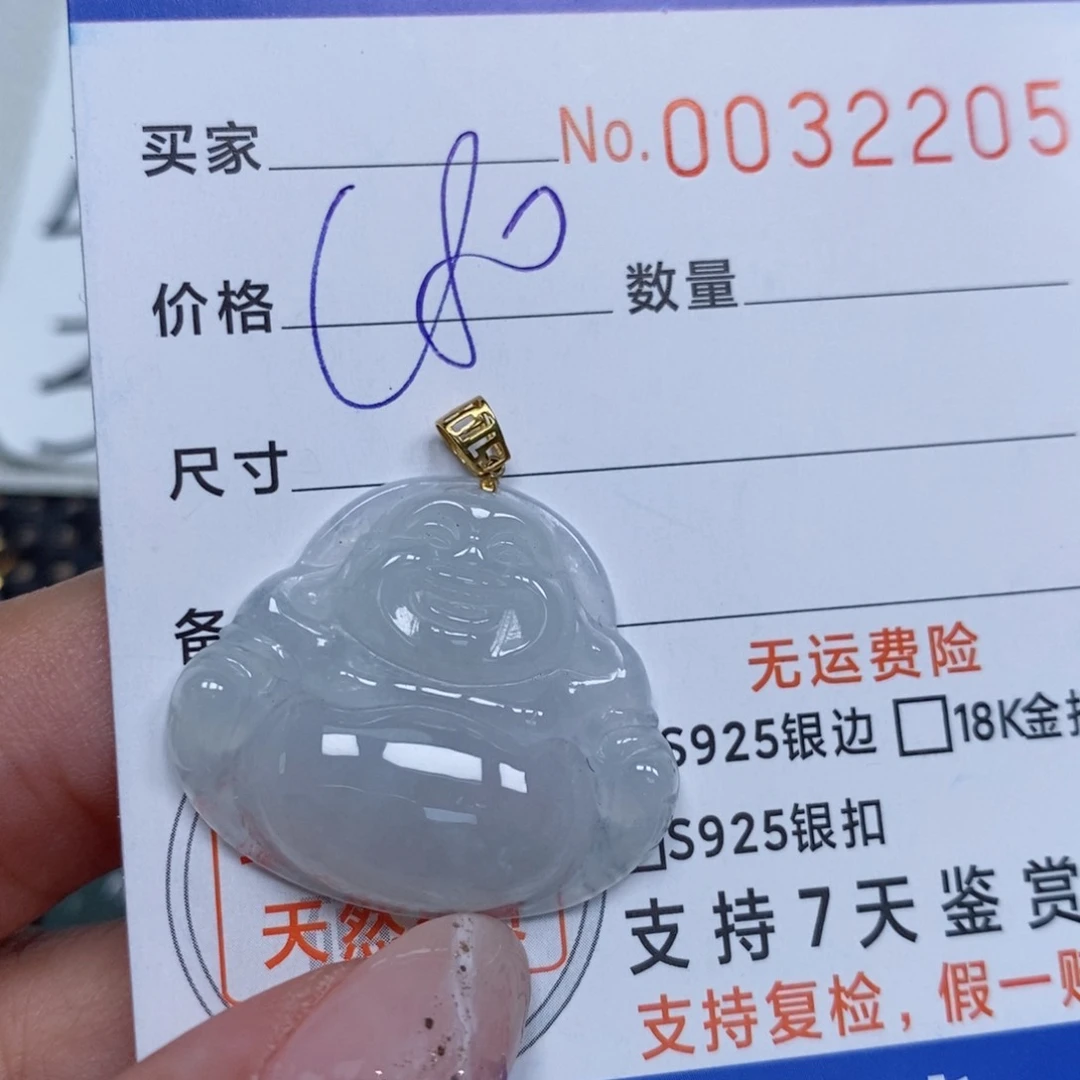 买家 No.0032205
价格 数量
尺寸
备
无运费险
S925银边 18K金
S925银扣
天然
支持7天鉴赏
支持复检，假一